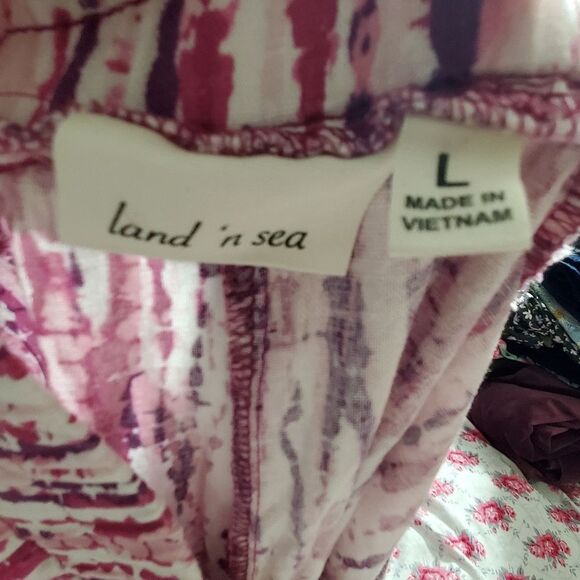 land 'n sea
L
MADE IN
VIETNAM